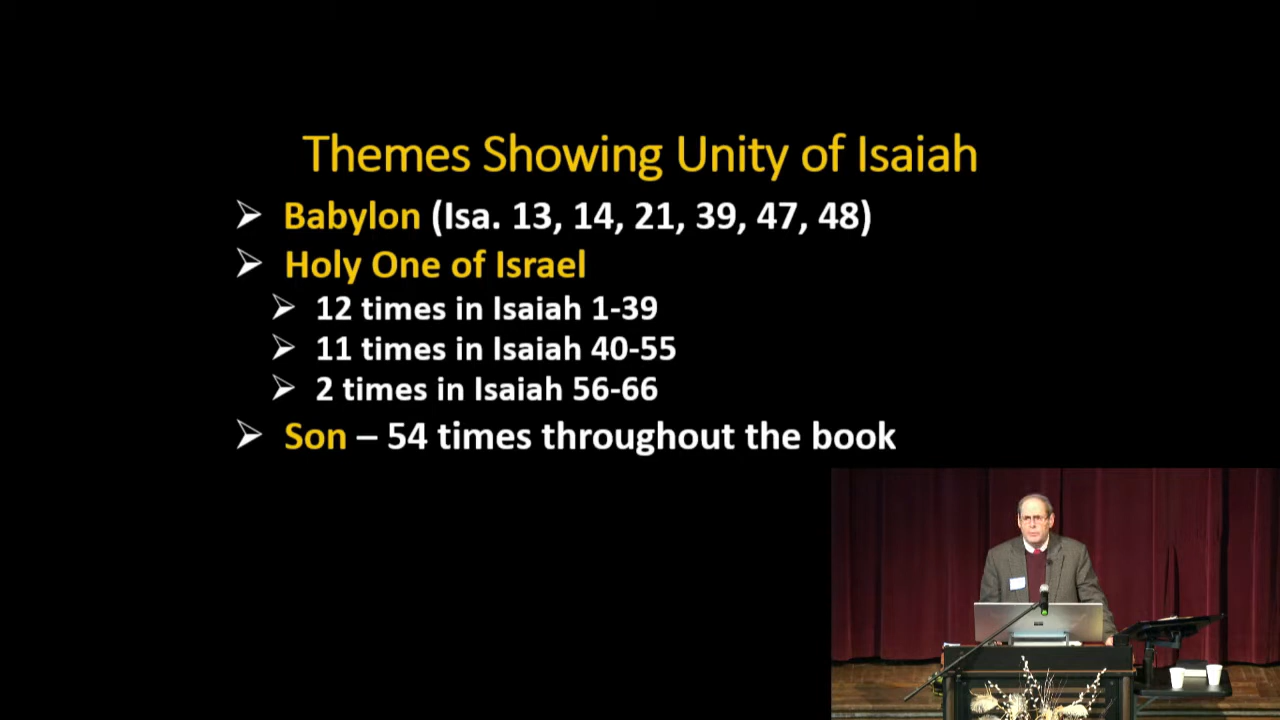 Themes Showing Unity of Isaiah
Babylon (Isa. 13, 14, 21, 39, 47, 48)
Holy One of Israel
12 times in Isaiah 1-39
11 times in Isaiah 40-55
2 times in Isaiah 56-66
Son – 54 times throughout the book